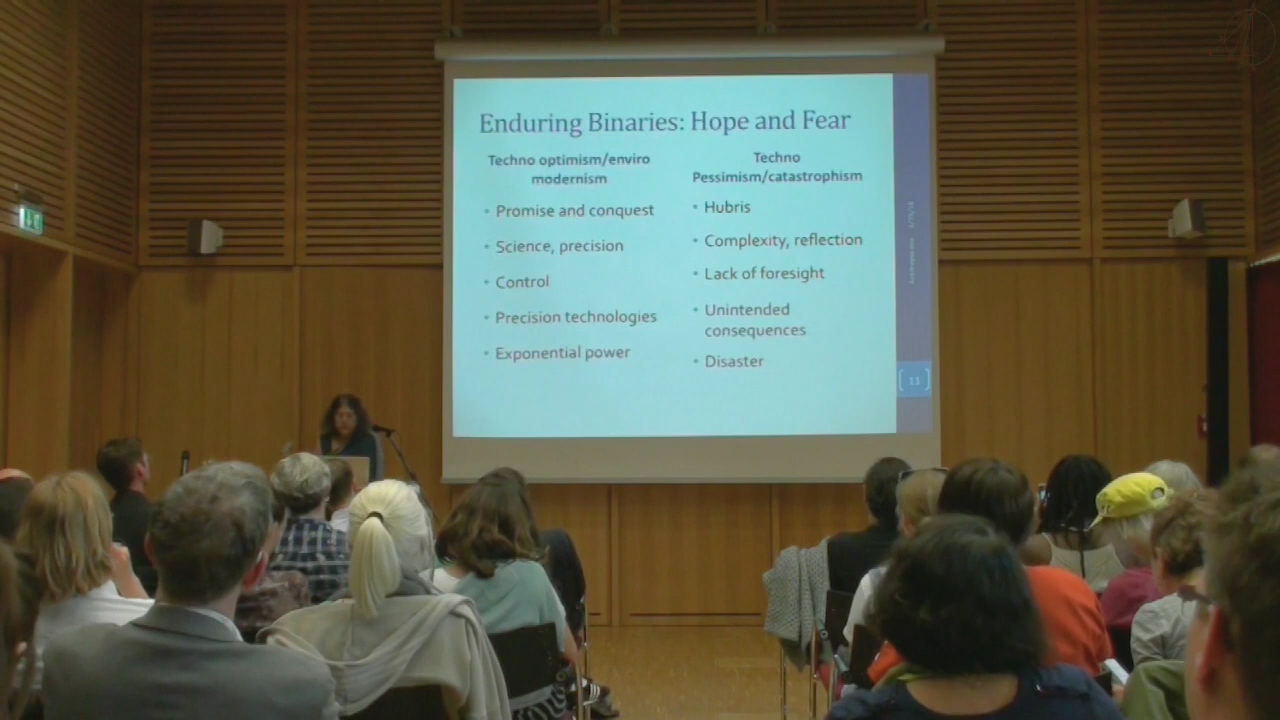 Enduring Binaries: Hope and Fear
Techno optimism/enviro
modernism
• Promise and conquest
• Science, precision
• Control
• Precision technologies
• Exponential power
Techno
Pessimism/catastrophism
• Hubris
• Complexity, reflection
• Lack of foresight
• Unintended
consequences
• Disaster
11